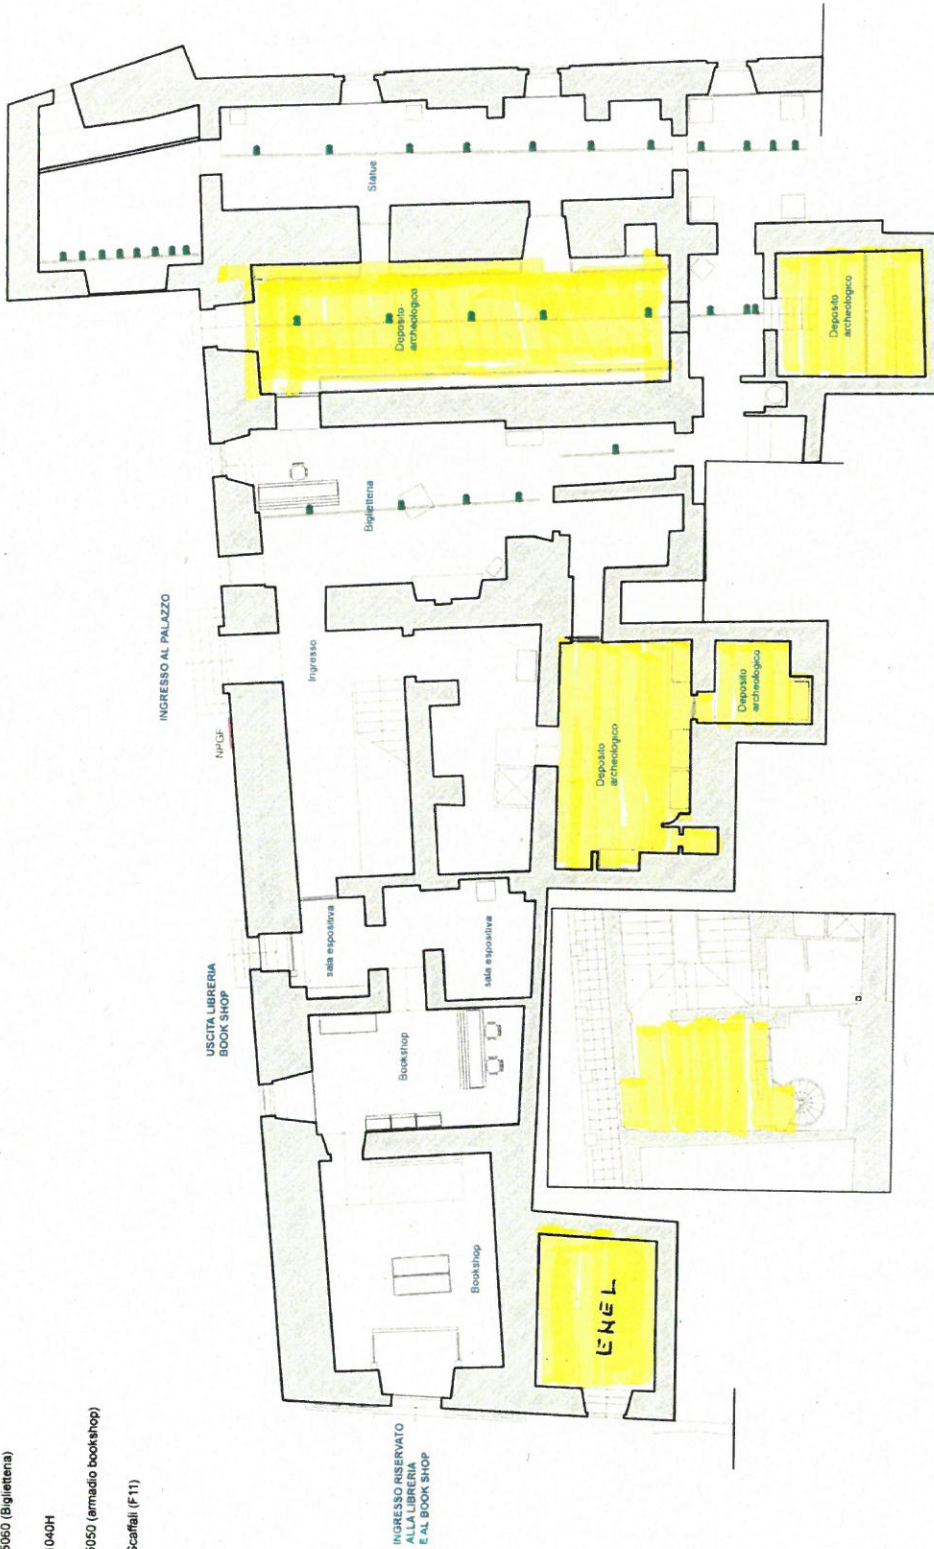 Statue
Deposito
archeologico
Deposito
archeologico
Biglietteria
INGRESSO AL PALAZZO
Ingresso
NPGF
Deposito
archeologico
Deposito
archeologico
sala espositiva
sala espositiva
USCITA LIBRERIA
BOOK SHOP
Bookshop
Bookshop
ENEL
INGRESSO RISERVATO
ALLA LIBRERIA
E AL BOOK SHOP
5060 (Biglietteria)
040H
5050 (armadio bookshop)
Scaffali (F11)